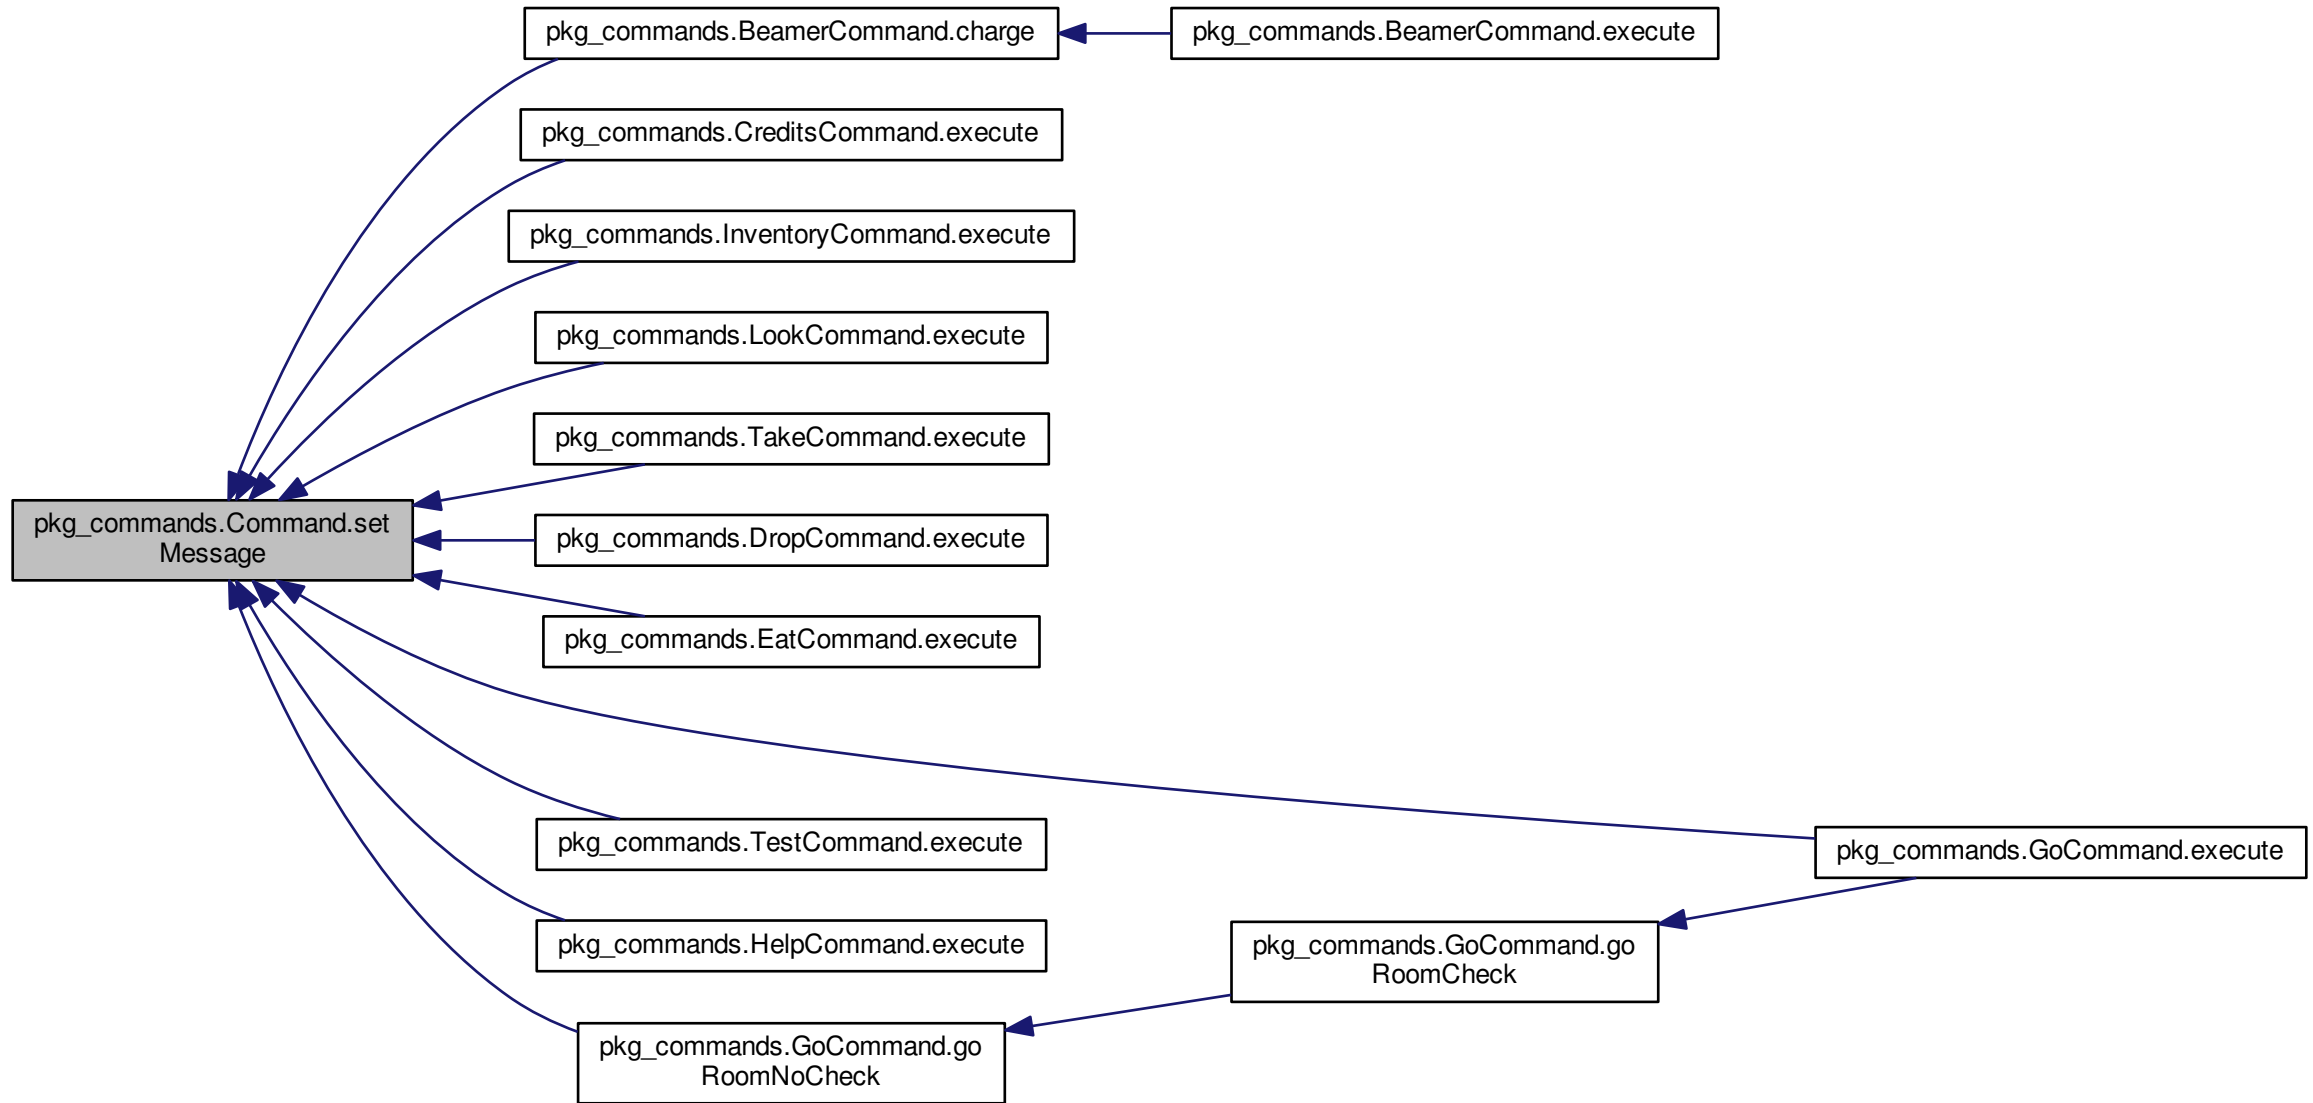 pkg_commands.BeamerCommand.charge
pkg_commands.BeamerCommand.execute
pkg_commands.CreditsCommand.execute
pkg_commands.InventoryCommand.execute
pkg_commands.LookCommand.execute
pkg_commands.TakeCommand.execute
pkg_commands.Command.set
Message
pkg_commands.DropCommand.execute
pkg_commands.EatCommand.execute
pkg_commands.TestCommand.execute
pkg_commands.GoCommand.execute
pkg_commands.HelpCommand.execute
pkg_commands.GoCommand.go
RoomCheck
pkg_commands.GoCommand.go
RoomNoCheck